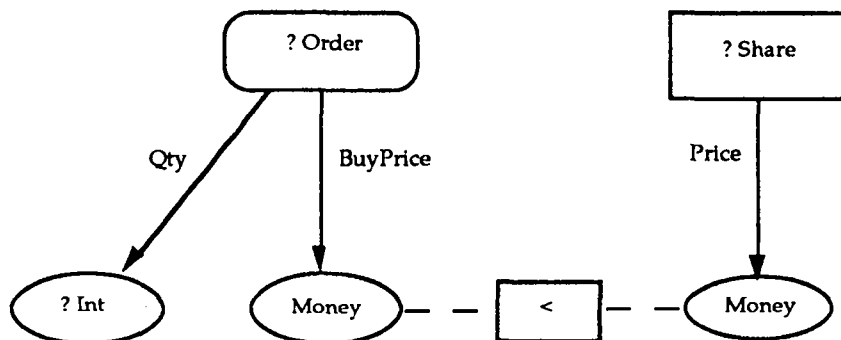 ? Order
? Share
Qty
BuyPrice
Price
? Int
Money
<
Money